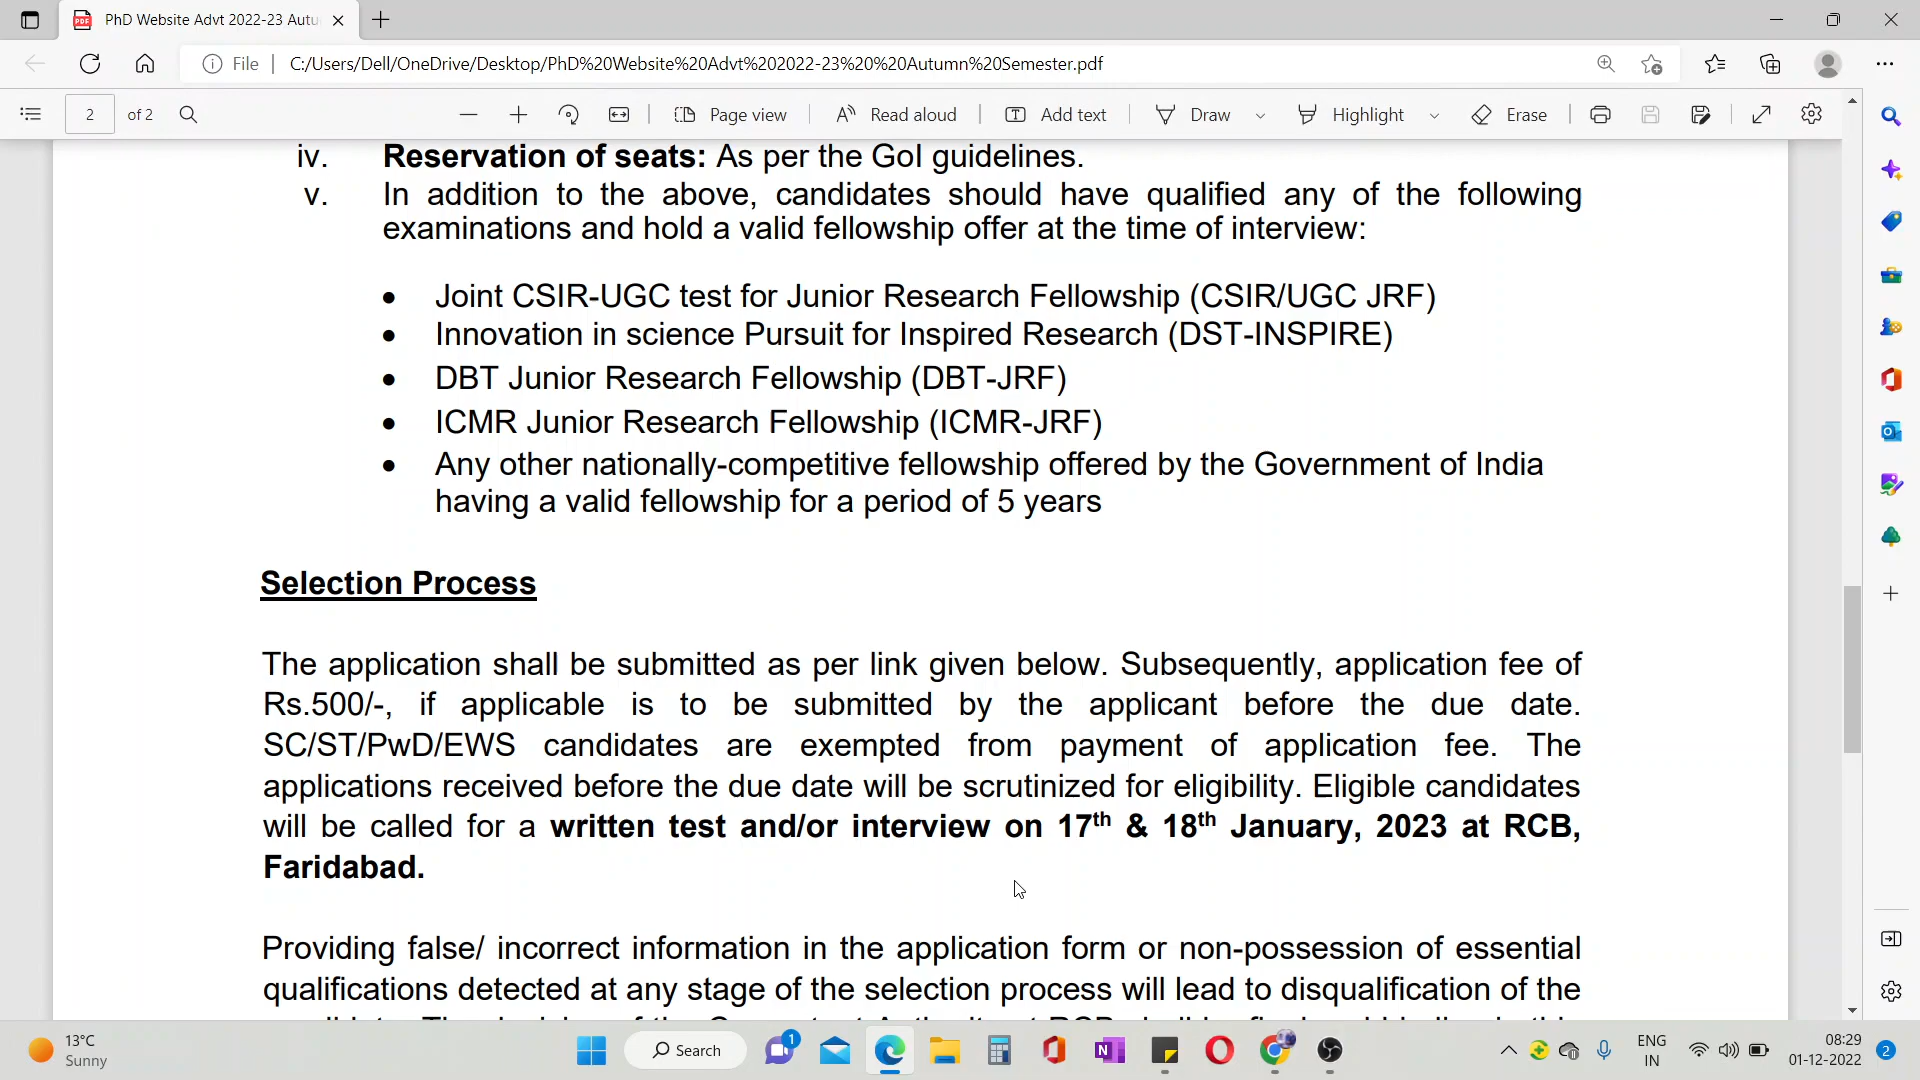 PhD Website Advt 2022-23 Autu
File
C:/Users/Dell/OneDrive/Desktop/PhD%20Website%20Advt%202022-23%20%20Autumn%20Semester.pdf
2 of 2
Page view
Read aloud
Add text
Draw
Highlight
Erase
iv. Reservation of seats: As per the GoI guidelines.
v. In addition to the above, candidates should have qualified any of the following
examinations and hold a valid fellowship offer at the time of interview:
• Joint CSIR-UGC test for Junior Research Fellowship (CSIR/UGC JRF)
• Innovation in science Pursuit for Inspired Research (DST-INSPIRE)
• DBT Junior Research Fellowship (DBT-JRF)
• ICMR Junior Research Fellowship (ICMR-JRF)
• Any other nationally-competitive fellowship offered by the Government of India
having a valid fellowship for a period of 5 years
Selection Process
The application shall be submitted as per link given below. Subsequently, application fee of
Rs.500/-, if applicable is to be submitted by the applicant before the due date.
SC/ST/PwD/EWS candidates are exempted from payment of application fee. The
applications received before the due date will be scrutinized for eligibility. Eligible candidates
will be called for a written test and/or interview on 17th & 18th January, 2023 at RCB,
Faridabad.
Providing false/ incorrect information in the application form or non-possession of essential
qualifications detected at any stage of the selection process will lead to disqualification of the
13°C
Sunny
Search
1
ENG
IN
08:29
01-12-2022
2